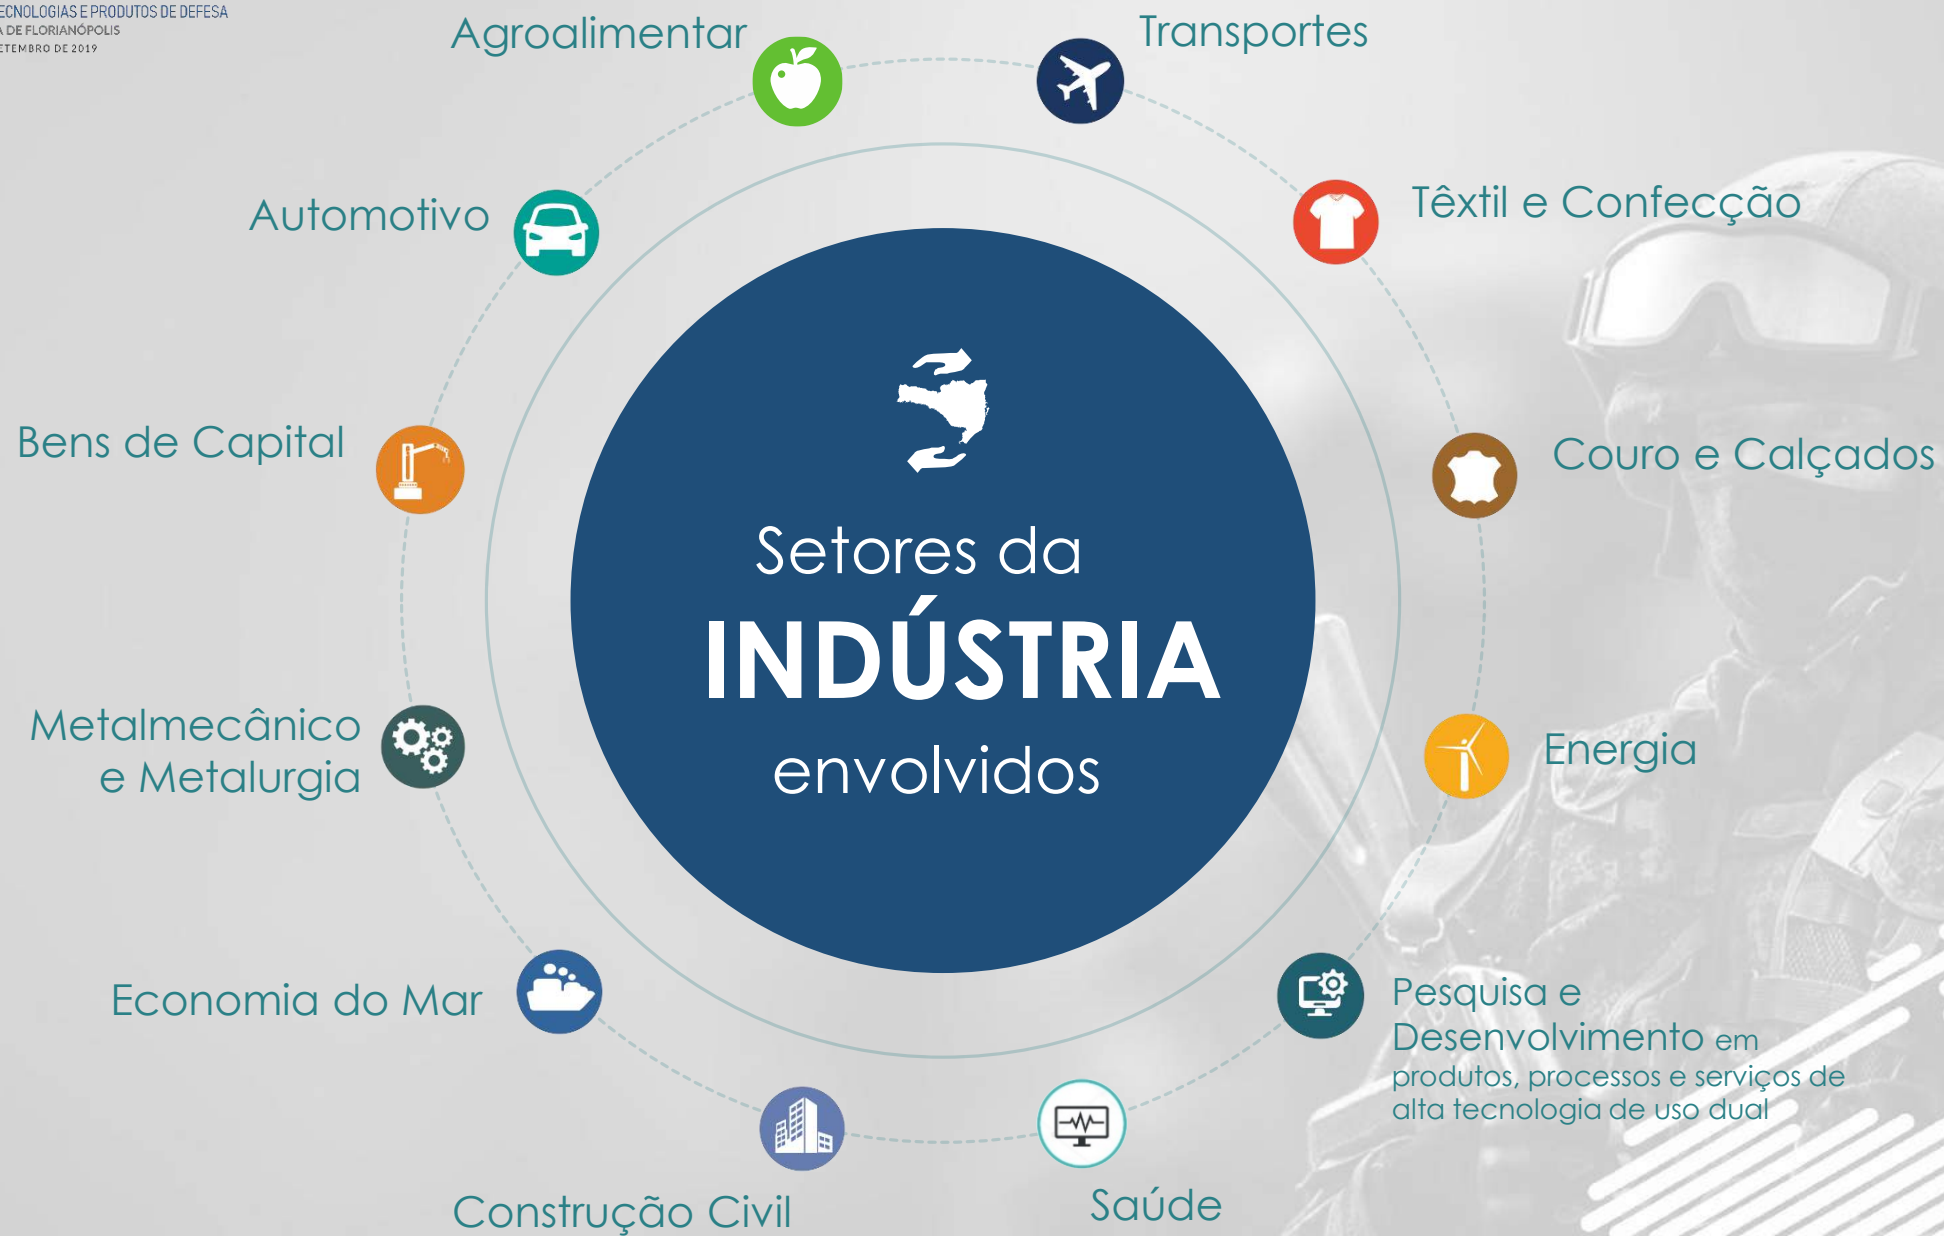 TECNOLOGIAS E PRODUTOS DE DEFESA
DE FLORIANÓPOLIS
DE 2019
Agroalimentar
Transportes
Automotivo
Têxtil e Confecção
Bens de Capital
Couro e Calçados
Setores da
INDÚSTRIA
envolvidos
Metalmecânico
e Metalurgia
Energia
Economia do Mar
Pesquisa e
Desenvolvimento em
produtos, processos e serviços de
alta tecnologia de uso dual
Construção Civil
Saúde